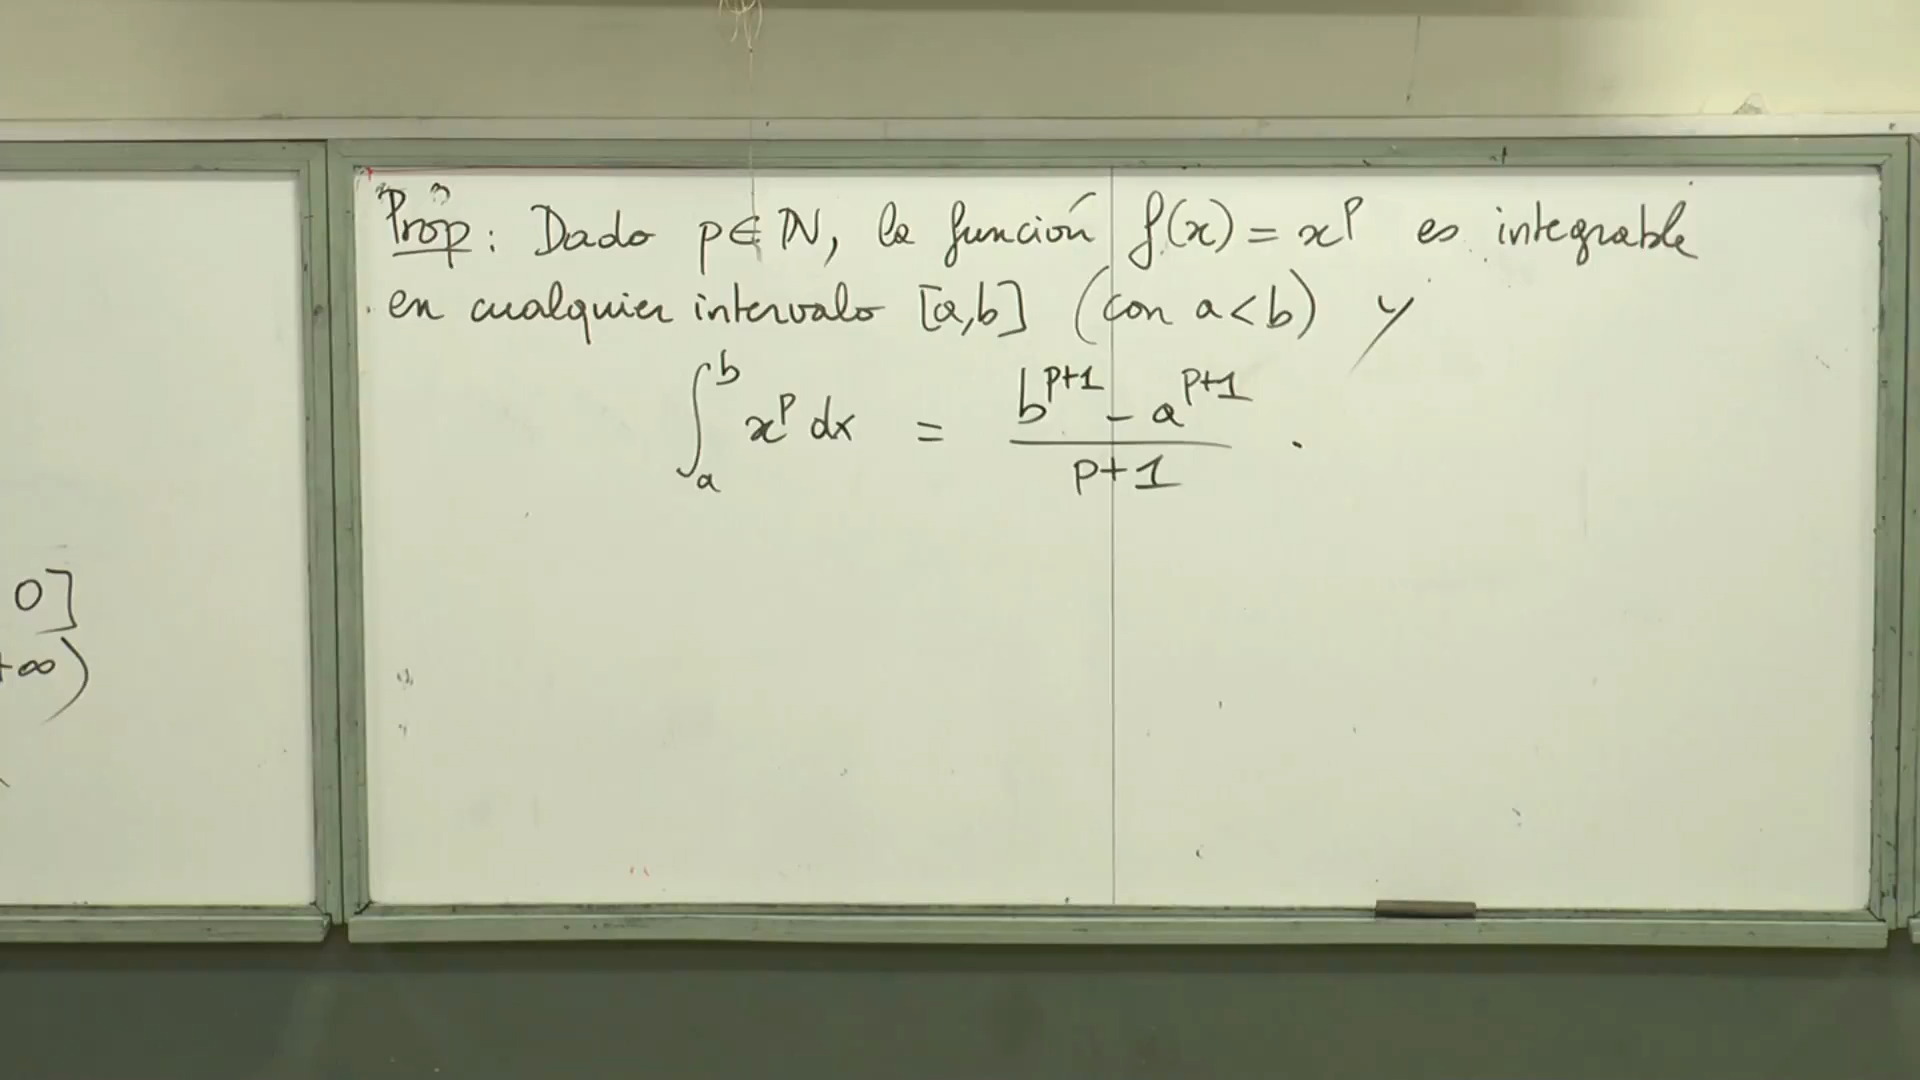 0]
+∞)
Prop: Dado p∈ℕ, la función f(x) = x^p es integrable
en cualquier intervalo [a,b] (con a<b) y
∫_a^b x^p dx = (b^{p+1} - a^{p+1})/(p+1) .